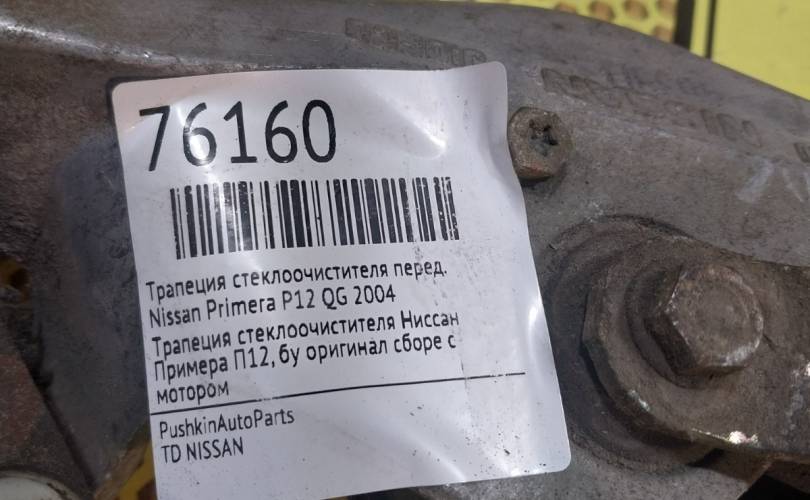 76160
Трапеция стеклоочистителя перед.
Nissan Primera P12 QG 2004
Трапеция стеклоочистителя Ниссан
Примера П12, бу оригинал сборе с
мотором
PushkinAutoParts
TD NISSAN